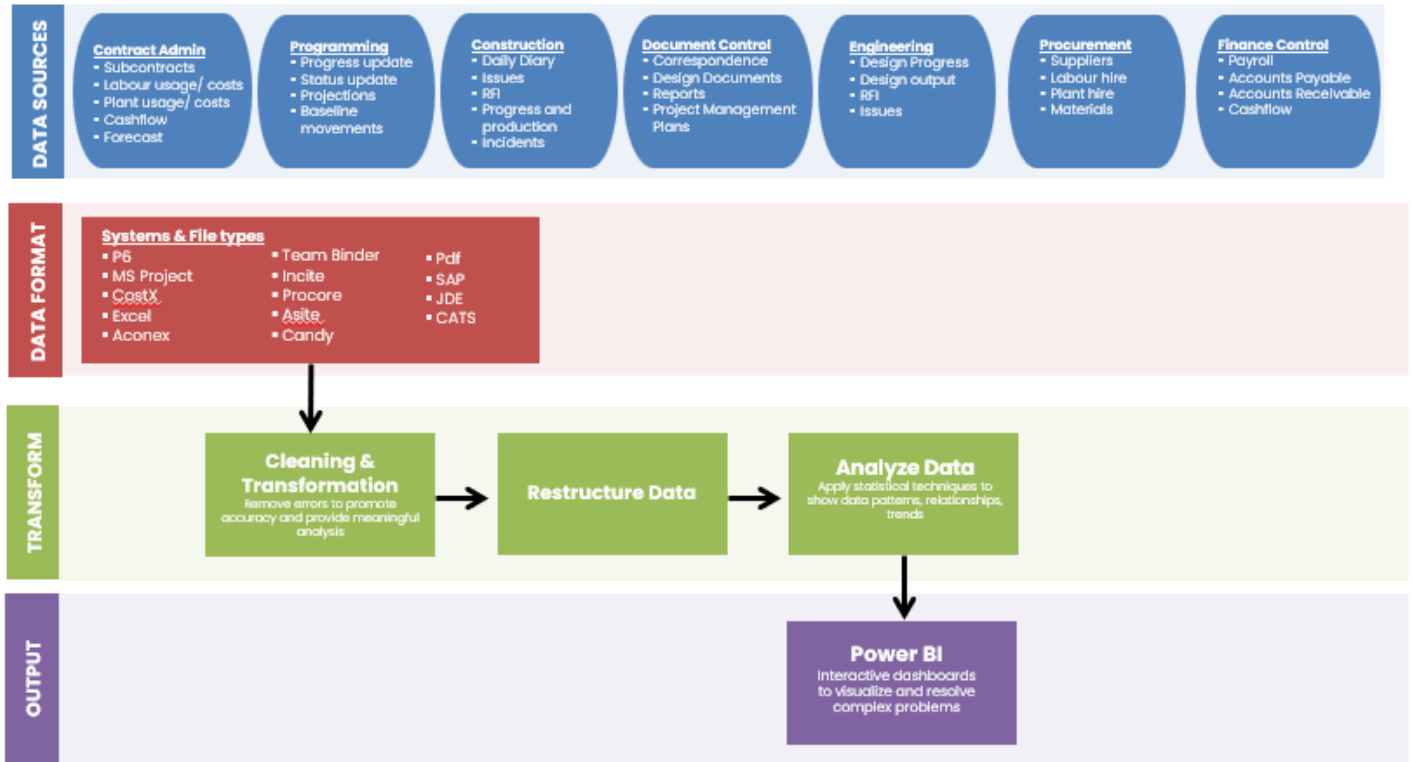 DATA SOURCES
Contract Admin
▪ Subcontracts
▪ Labour usage/ costs
▪ Plant usage/ costs
▪ Cashflow
▪ Forecast
Programming
▪ Progress update
▪ Status update
▪ Projections
▪ Baseline
movements
Construction
▪ Daily Diary
▪ Issues
▪ RFI
▪ Progress and
production
▪ Incidents
Document Control
▪ Correspondence
▪ Design Documents
▪ Reports
▪ Project Management
Plans
Engineering
▪ Design Progress
▪ Design output
▪ RFI
▪ Issues
Procurement
▪ Suppliers
▪ Labour hire
▪ Plant hire
▪ Materials
Finance Control
▪ Payroll
▪ Accounts Payable
▪ Accounts Receivable
▪ Cashflow
DATA FORMAT
Systems & File types
▪ P6
▪ MS Project
▪ CostX
▪ Excel
▪ Aconex
▪ Team Binder
▪ Incite
▪ Procore
▪ Asite
▪ Candy
▪ Pdf
▪ SAP
▪ JDE
▪ CATS
TRANSFORM
Cleaning &
Transformation
Remove errors to promote
accuracy and provide meaningful
analysis
Restructure Data
Analyze Data
Apply statistical techniques to
show data patterns, relationships,
trends
OUTPUT
Power BI
Interactive dashboards
to visualize and resolve
complex problems